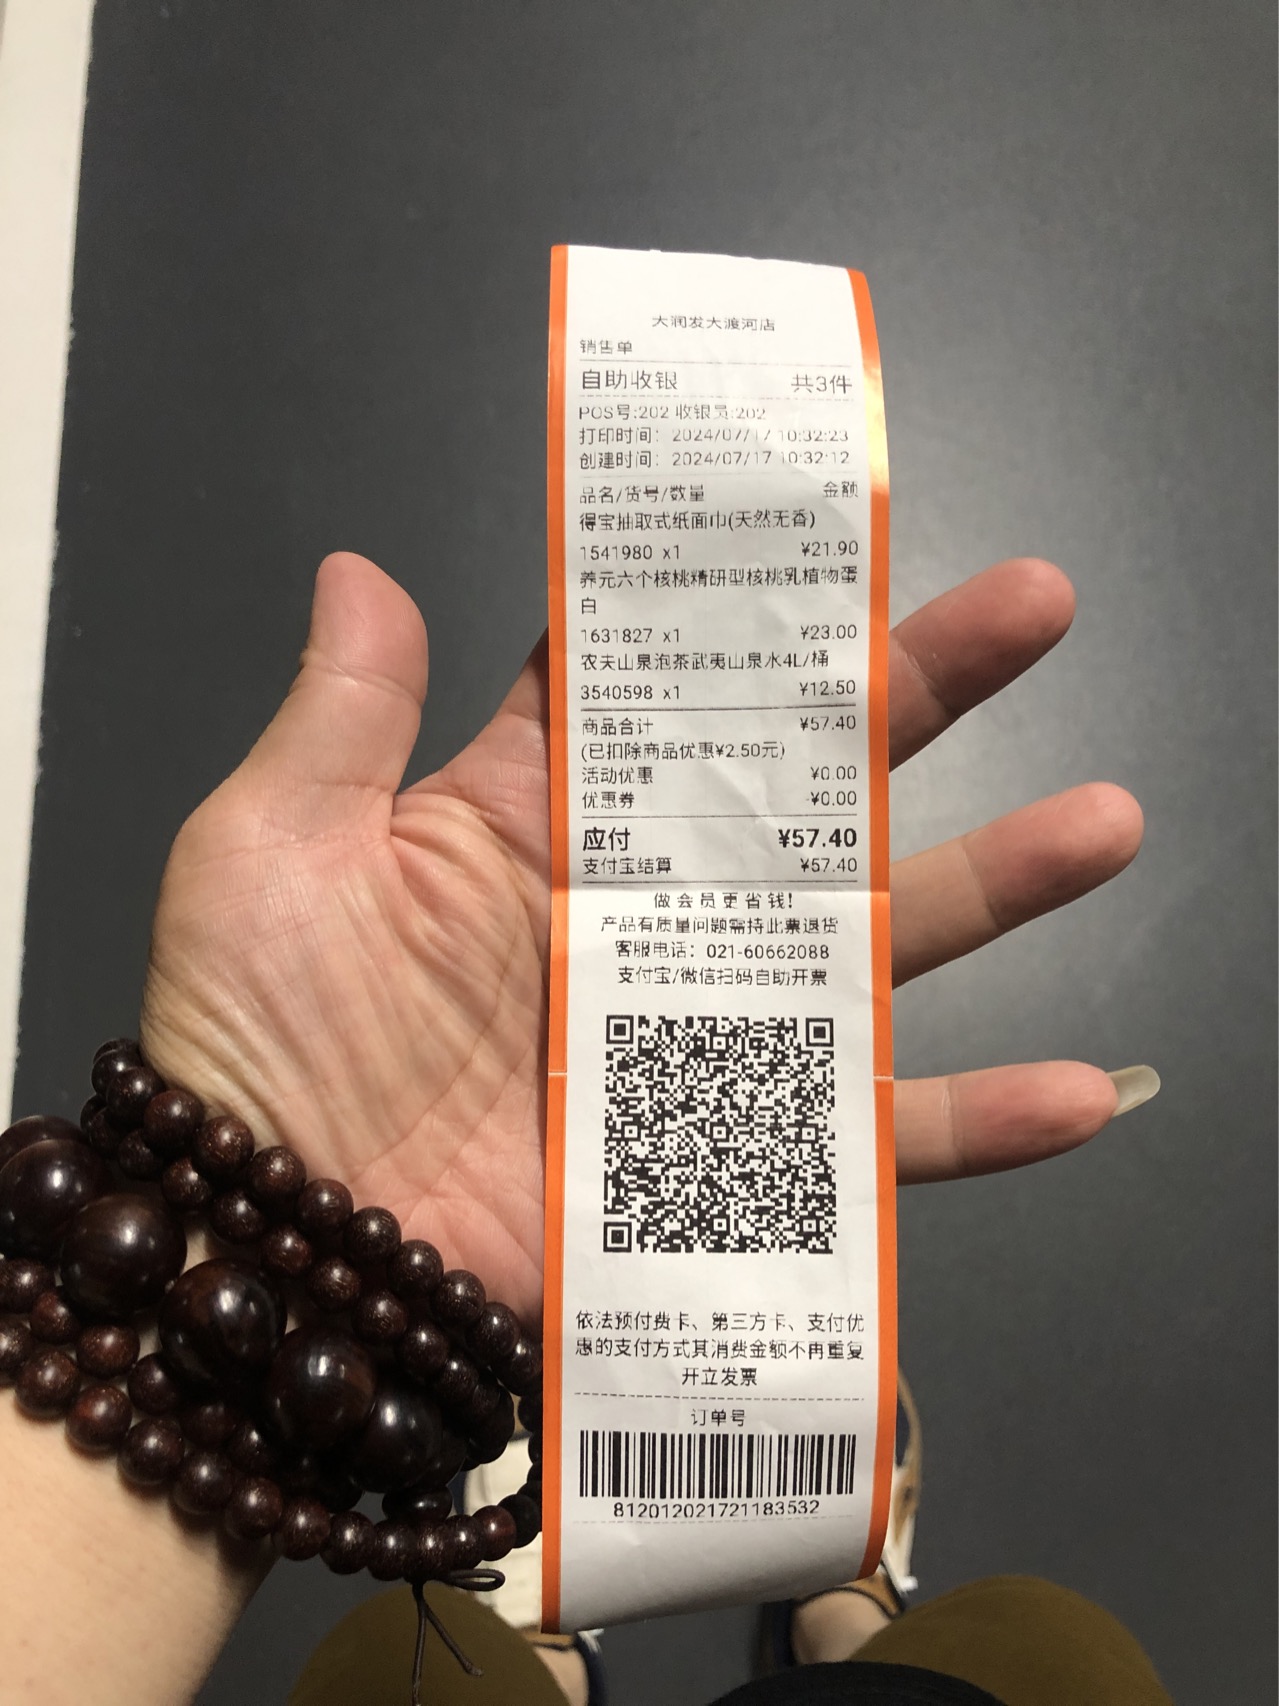 大润发大渡河店
销售单
自助收银 共3件
POS号:202 收银员:202
打印时间： 2024/07/17 10:32:23
创建时间： 2024/07/17 10:32:12
品名/货号/数量 金额
得宝抽取式纸面巾(天然无香)
1541980 x1 ¥21.90
养元六个核桃精研型核桃乳植物蛋
白
1631827 x1 ¥23.00
农夫山泉泡茶武夷山泉水4L/桶
3540598 x1 ¥12.50
商品合计 ¥57.40
(已扣除商品优惠¥2.50元)
活动优惠 ¥0.00
优惠券 -¥0.00
应付 ¥57.40
支付宝结算 ¥57.40
做会员更省钱!
产品有质量问题需持此票退货
客服电话：021-60662088
支付宝/微信扫码自助开票
依法预付费卡、第三方卡、支付优
惠的支付方式其消费金额不再重复
开立发票
订单号
812012021721183532